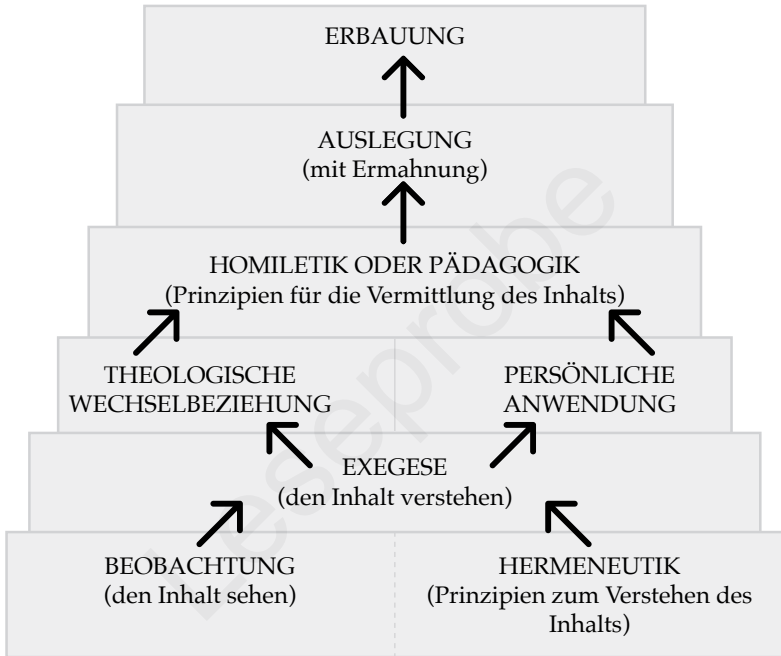 ERBAUUNG
AUSLEGUNG
(mit Ermahnung)
HOMILETIK ODER PÄDAGOGIK
(Prinzipien für die Vermittlung des Inhalts)
THEOLOGISCHE
WECHSELBEZIEHUNG
PERSÖNLICHE
ANWENDUNG
EXEGESE
(den Inhalt verstehen)
BEOBACHTUNG
(den Inhalt sehen)
HERMENEUTIK
(Prinzipien zum Verstehen des
Inhalts)
Leseprobe